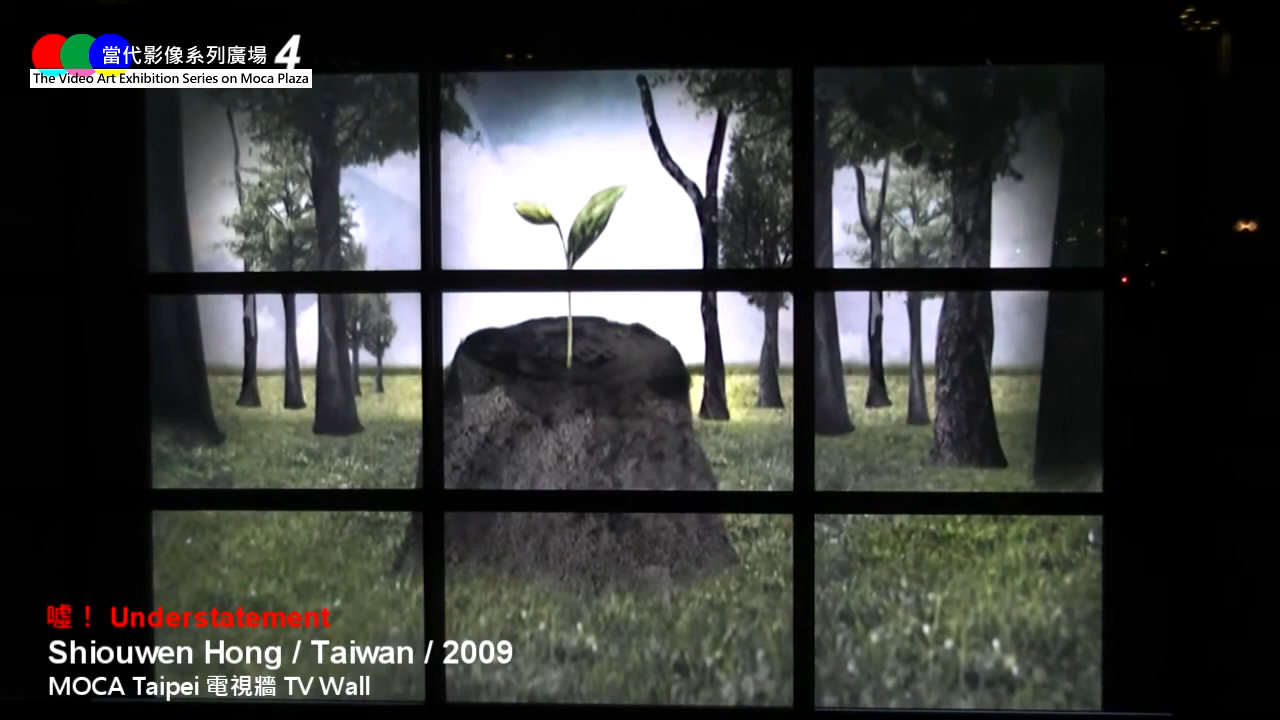 當代影像系列廣場 4
The Video Art Exhibition Series on Moca Plaza
噓！ Understatement
Shiouwen Hong / Taiwan / 2009
MOCA Taipei 電視牆 TV Wall